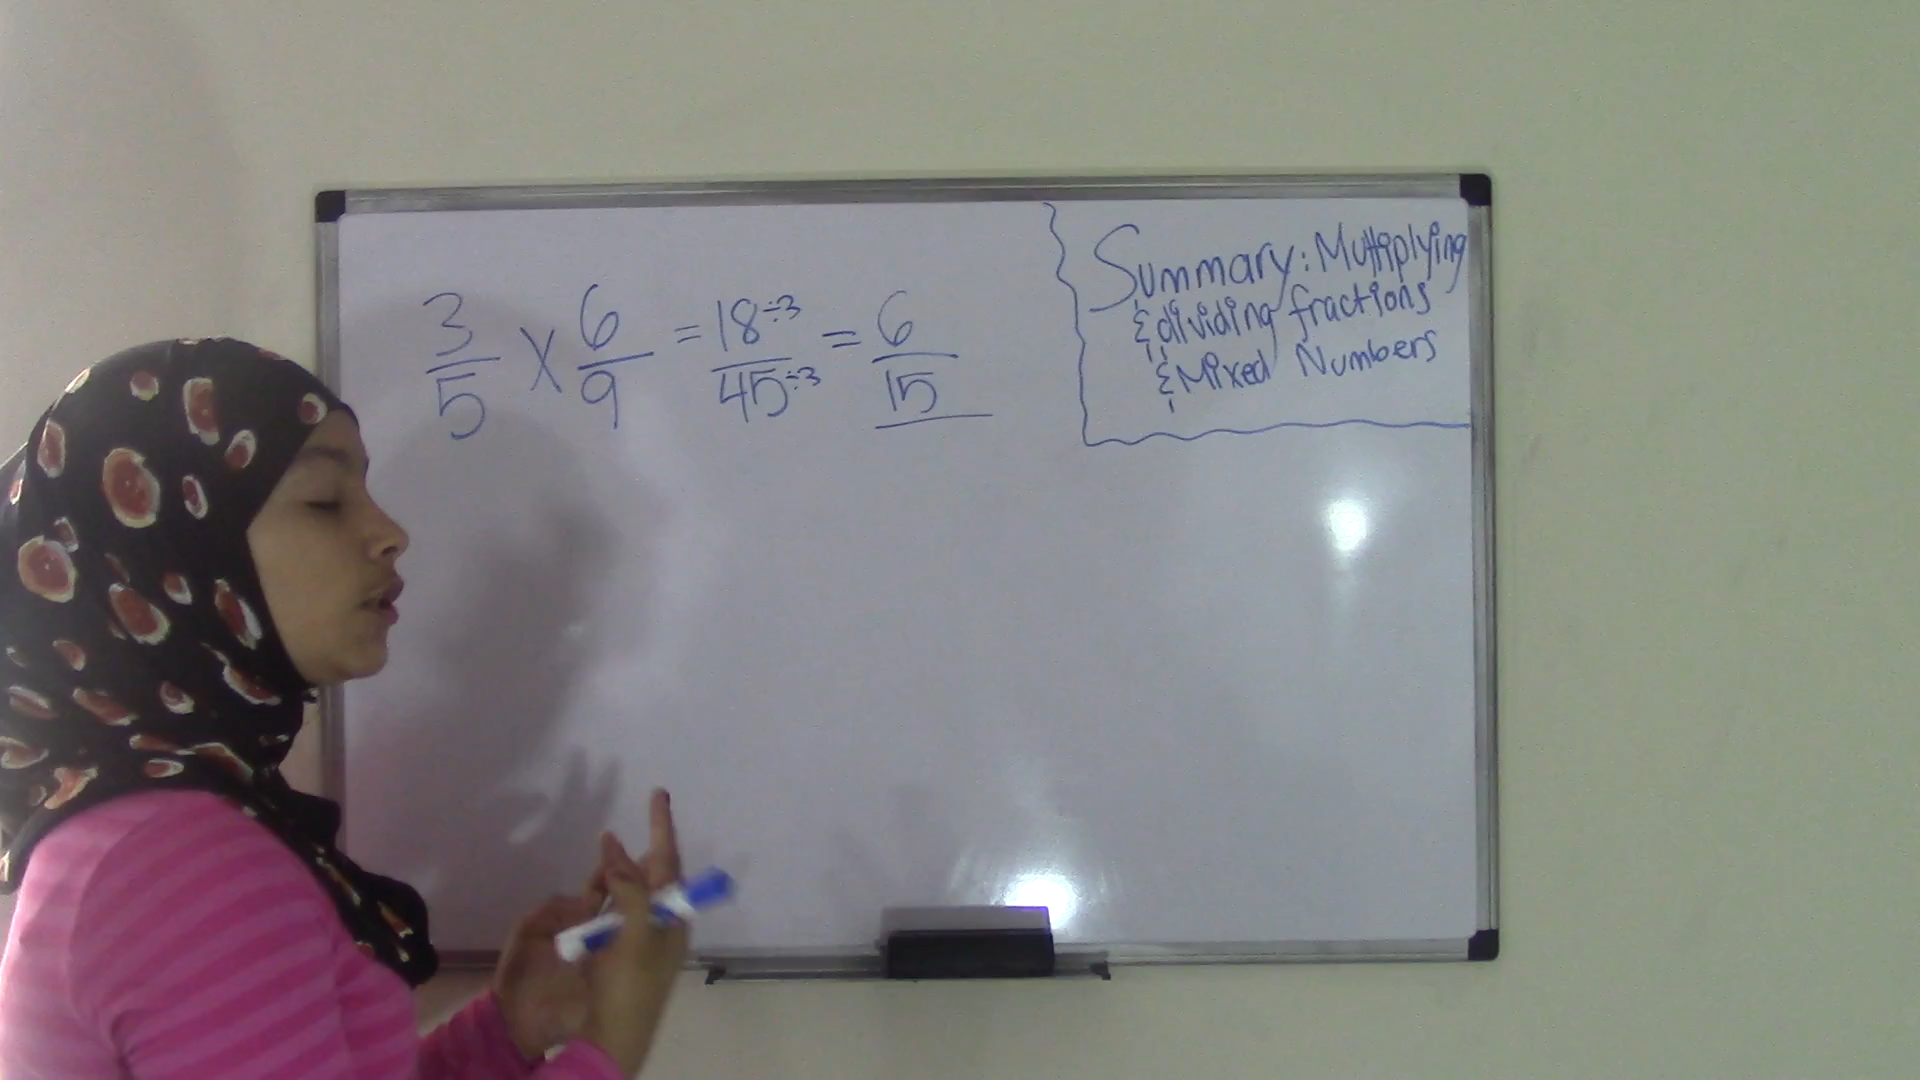 3/5 X 6/9 = 18÷3/45÷3 = 6/15
Summary: Multiplying
& dividing fractions
& Mixed Numbers